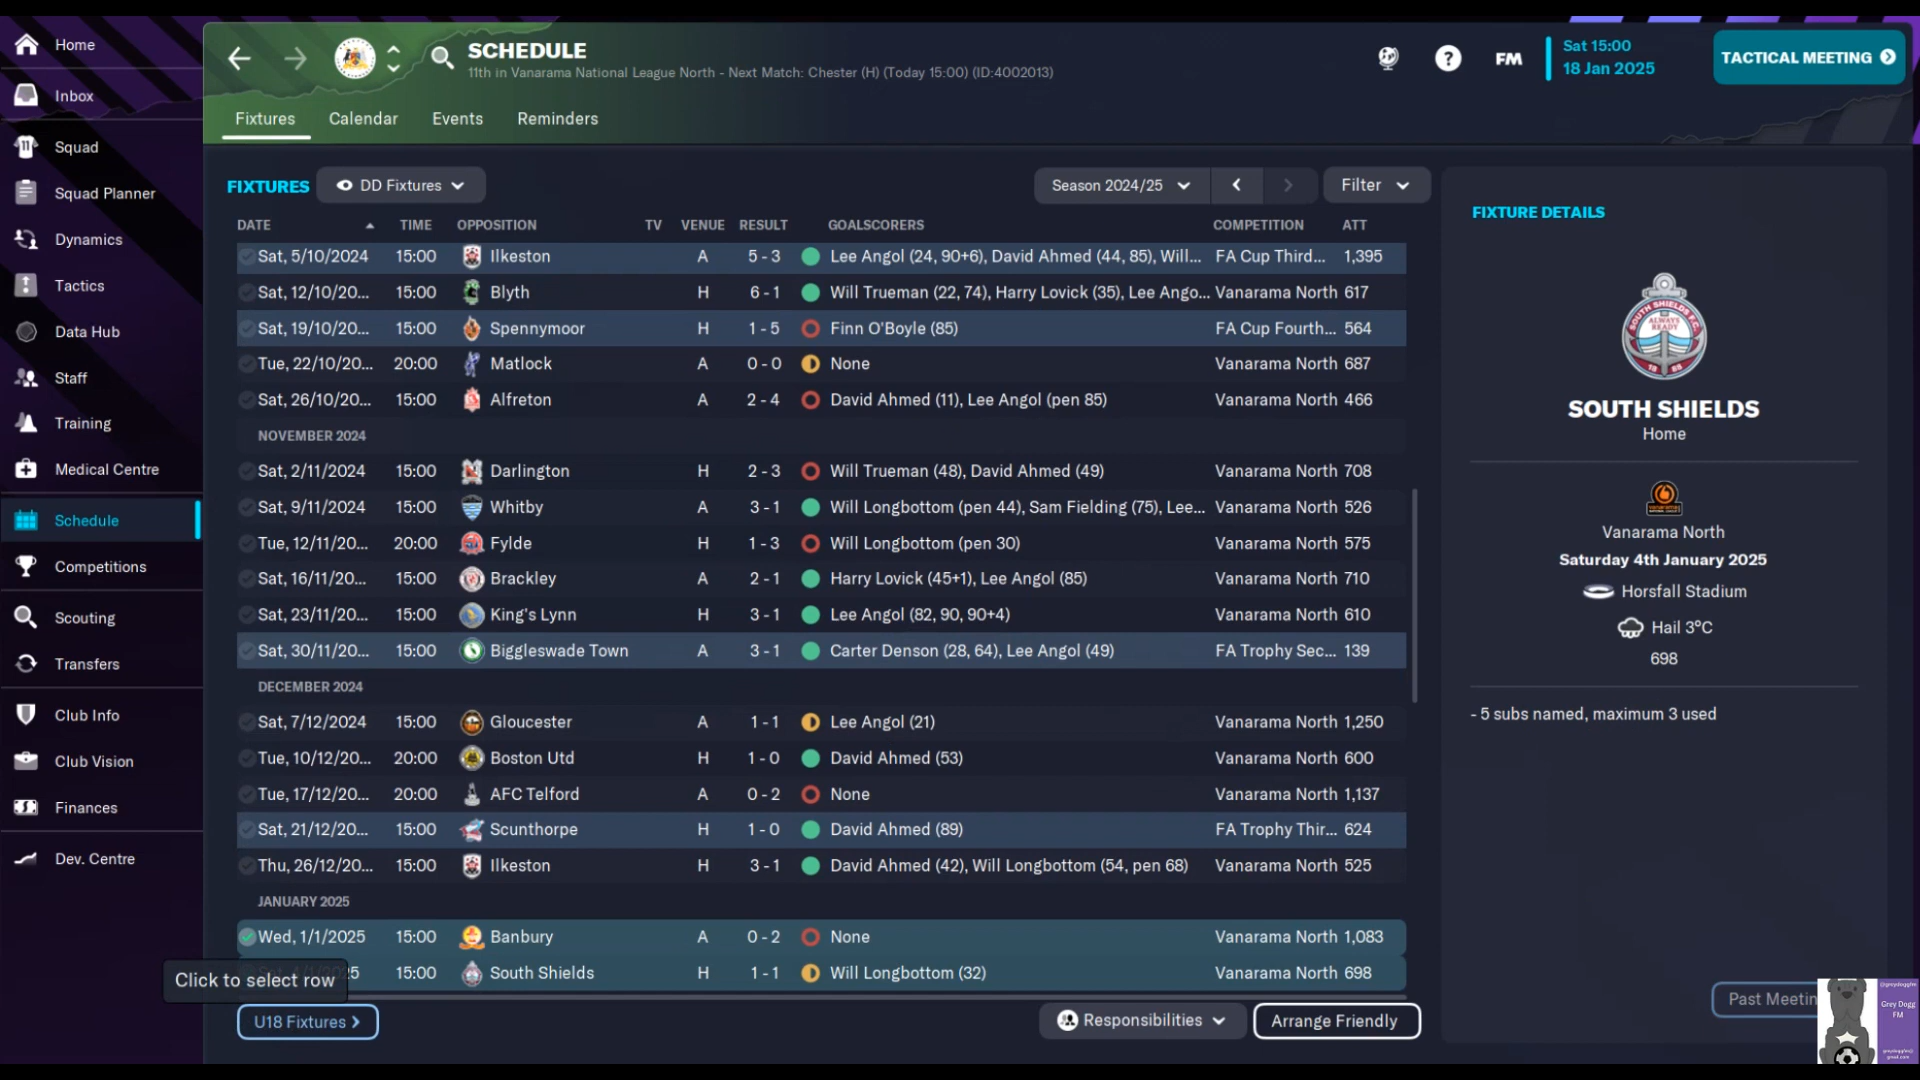 Home
Inbox
Squad
Squad Planner
Dynamics
Tactics
Data Hub
Staff
Training
Medical Centre
Schedule
Competitions
Scouting
Transfers
Club Info
Club Vision
Finances
Dev. Centre
SCHEDULE
11th in Vanarama National League North - Next Match: Chester (H) (Today 15:00) (ID:4002013)
FM
Sat 15:00
18 Jan 2025
TACTICAL MEETING
Fixtures Calendar Events Reminders
FIXTURES DD Fixtures Season 2024/25 Filter
DATE TIME OPPOSITION TV VENUE RESULT GOALSCORERS COMPETITION ATT
Sat, 5/10/2024 15:00 Ilkeston A 5 - 3 Lee Angol (24, 90+6), David Ahmed (44, 85), Will... FA Cup Third... 1,395
Sat, 12/10/20... 15:00 Blyth H 6 - 1 Will Trueman (22, 74), Harry Lovick (35), Lee Ango... Vanarama North 617
Sat, 19/10/20... 15:00 Spennymoor H 1 - 5 Finn O'Boyle (85) FA Cup Fourth... 564
Tue, 22/10/20... 20:00 Matlock A 0 - 0 None Vanarama North 687
Sat, 26/10/20... 15:00 Alfreton A 2 - 4 David Ahmed (11), Lee Angol (pen 85) Vanarama North 466
NOVEMBER 2024
Sat, 2/11/2024 15:00 Darlington H 2 - 3 Will Trueman (48), David Ahmed (49) Vanarama North 708
Sat, 9/11/2024 15:00 Whitby A 3 - 1 Will Longbottom (pen 44), Sam Fielding (75), Lee... Vanarama North 526
Tue, 12/11/20... 20:00 Fylde H 1 - 3 Will Longbottom (pen 30) Vanarama North 575
Sat, 16/11/20... 15:00 Brackley A 2 - 1 Harry Lovick (45+1), Lee Angol (85) Vanarama North 710
Sat, 23/11/20... 15:00 King's Lynn H 3 - 1 Lee Angol (82, 90, 90+4) Vanarama North 610
Sat, 30/11/20... 15:00 Biggleswade Town A 3 - 1 Carter Denson (28, 64), Lee Angol (49) FA Trophy Sec... 139
DECEMBER 2024
Sat, 7/12/2024 15:00 Gloucester A 1 - 1 Lee Angol (21) Vanarama North 1,250
Tue, 10/12/20... 20:00 Boston Utd H 1 - 0 David Ahmed (53) Vanarama North 600
Tue, 17/12/20... 20:00 AFC Telford A 0 - 2 None Vanarama North 1,137
Sat, 21/12/20... 15:00 Scunthorpe H 1 - 0 David Ahmed (89) FA Trophy Thir... 624
Thu, 26/12/20... 15:00 Ilkeston H 3 - 1 David Ahmed (42), Will Longbottom (54, pen 68) Vanarama North 525
JANUARY 2025
Wed, 1/1/2025 15:00 Banbury A 0 - 2 None Vanarama North 1,083
15:00 South Shields H 1 - 1 Will Longbottom (32) Vanarama North 698
Click to select row
U18 Fixtures
Responsibilities
Arrange Friendly
FIXTURE DETAILS
SOUTH SHIELDS F.C.
ALWAYS READY
SOUTH SHIELDS
Home
Vanarama North
Saturday 4th January 2025
Horsfall Stadium
Hail 3°C
698
- 5 subs named, maximum 3 used
Past Meetin
Grey Dogg
FM